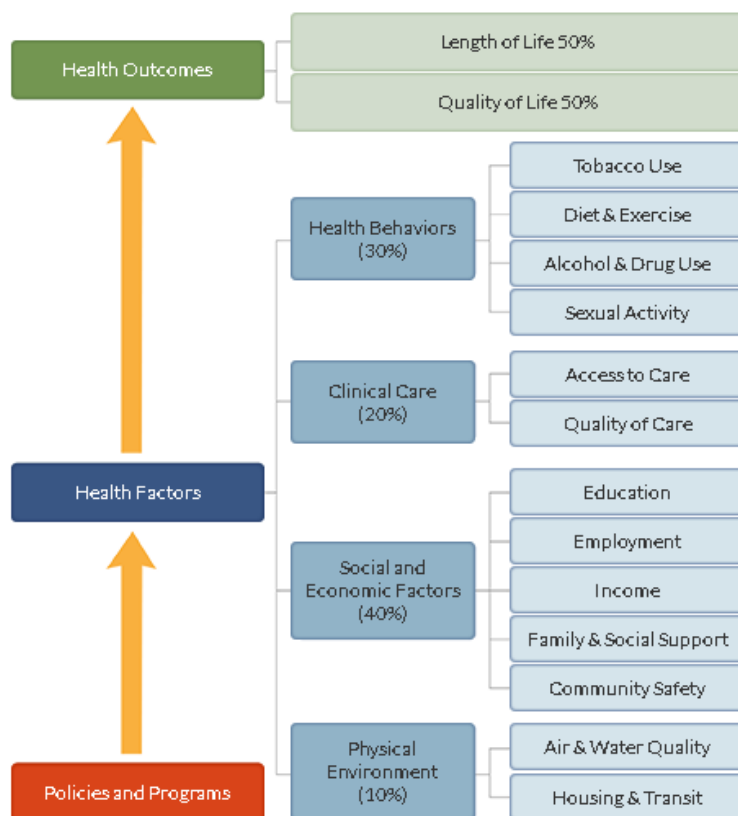 Health Outcomes
Length of Life 50%
Quality of Life 50%
Health Factors
Health Behaviors
(30%)
Tobacco Use
Diet & Exercise
Alcohol & Drug Use
Sexual Activity
Clinical Care
(20%)
Access to Care
Quality of Care
Social and
Economic Factors
(40%)
Education
Employment
Income
Family & Social Support
Community Safety
Physical
Environment
(10%)
Air & Water Quality
Housing & Transit
Policies and Programs